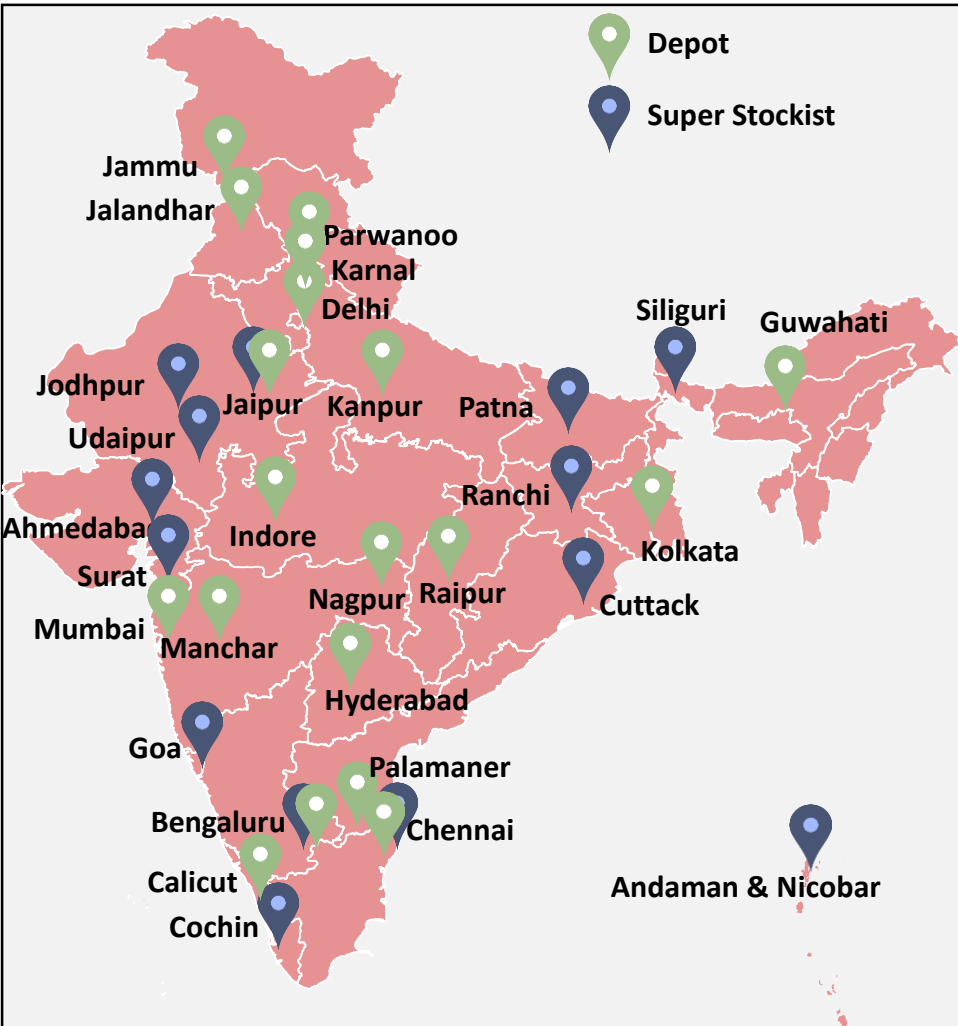 Depot
Super Stockist
Jammu
Jalandhar
Parwanoo
Karnal
Delhi
Siliguri
Guwahati
Jodhpur
Jaipur
Kanpur
Patna
Udaipur
Ranchi
Ahmedaba
Indore
Kolkata
Surat
Nagpur
Raipur
Cuttack
Mumbai
Manchar
Hyderabad
Goa
Palamaner
Bengaluru
Chennai
Calicut
Andaman & Nicobar
Cochin